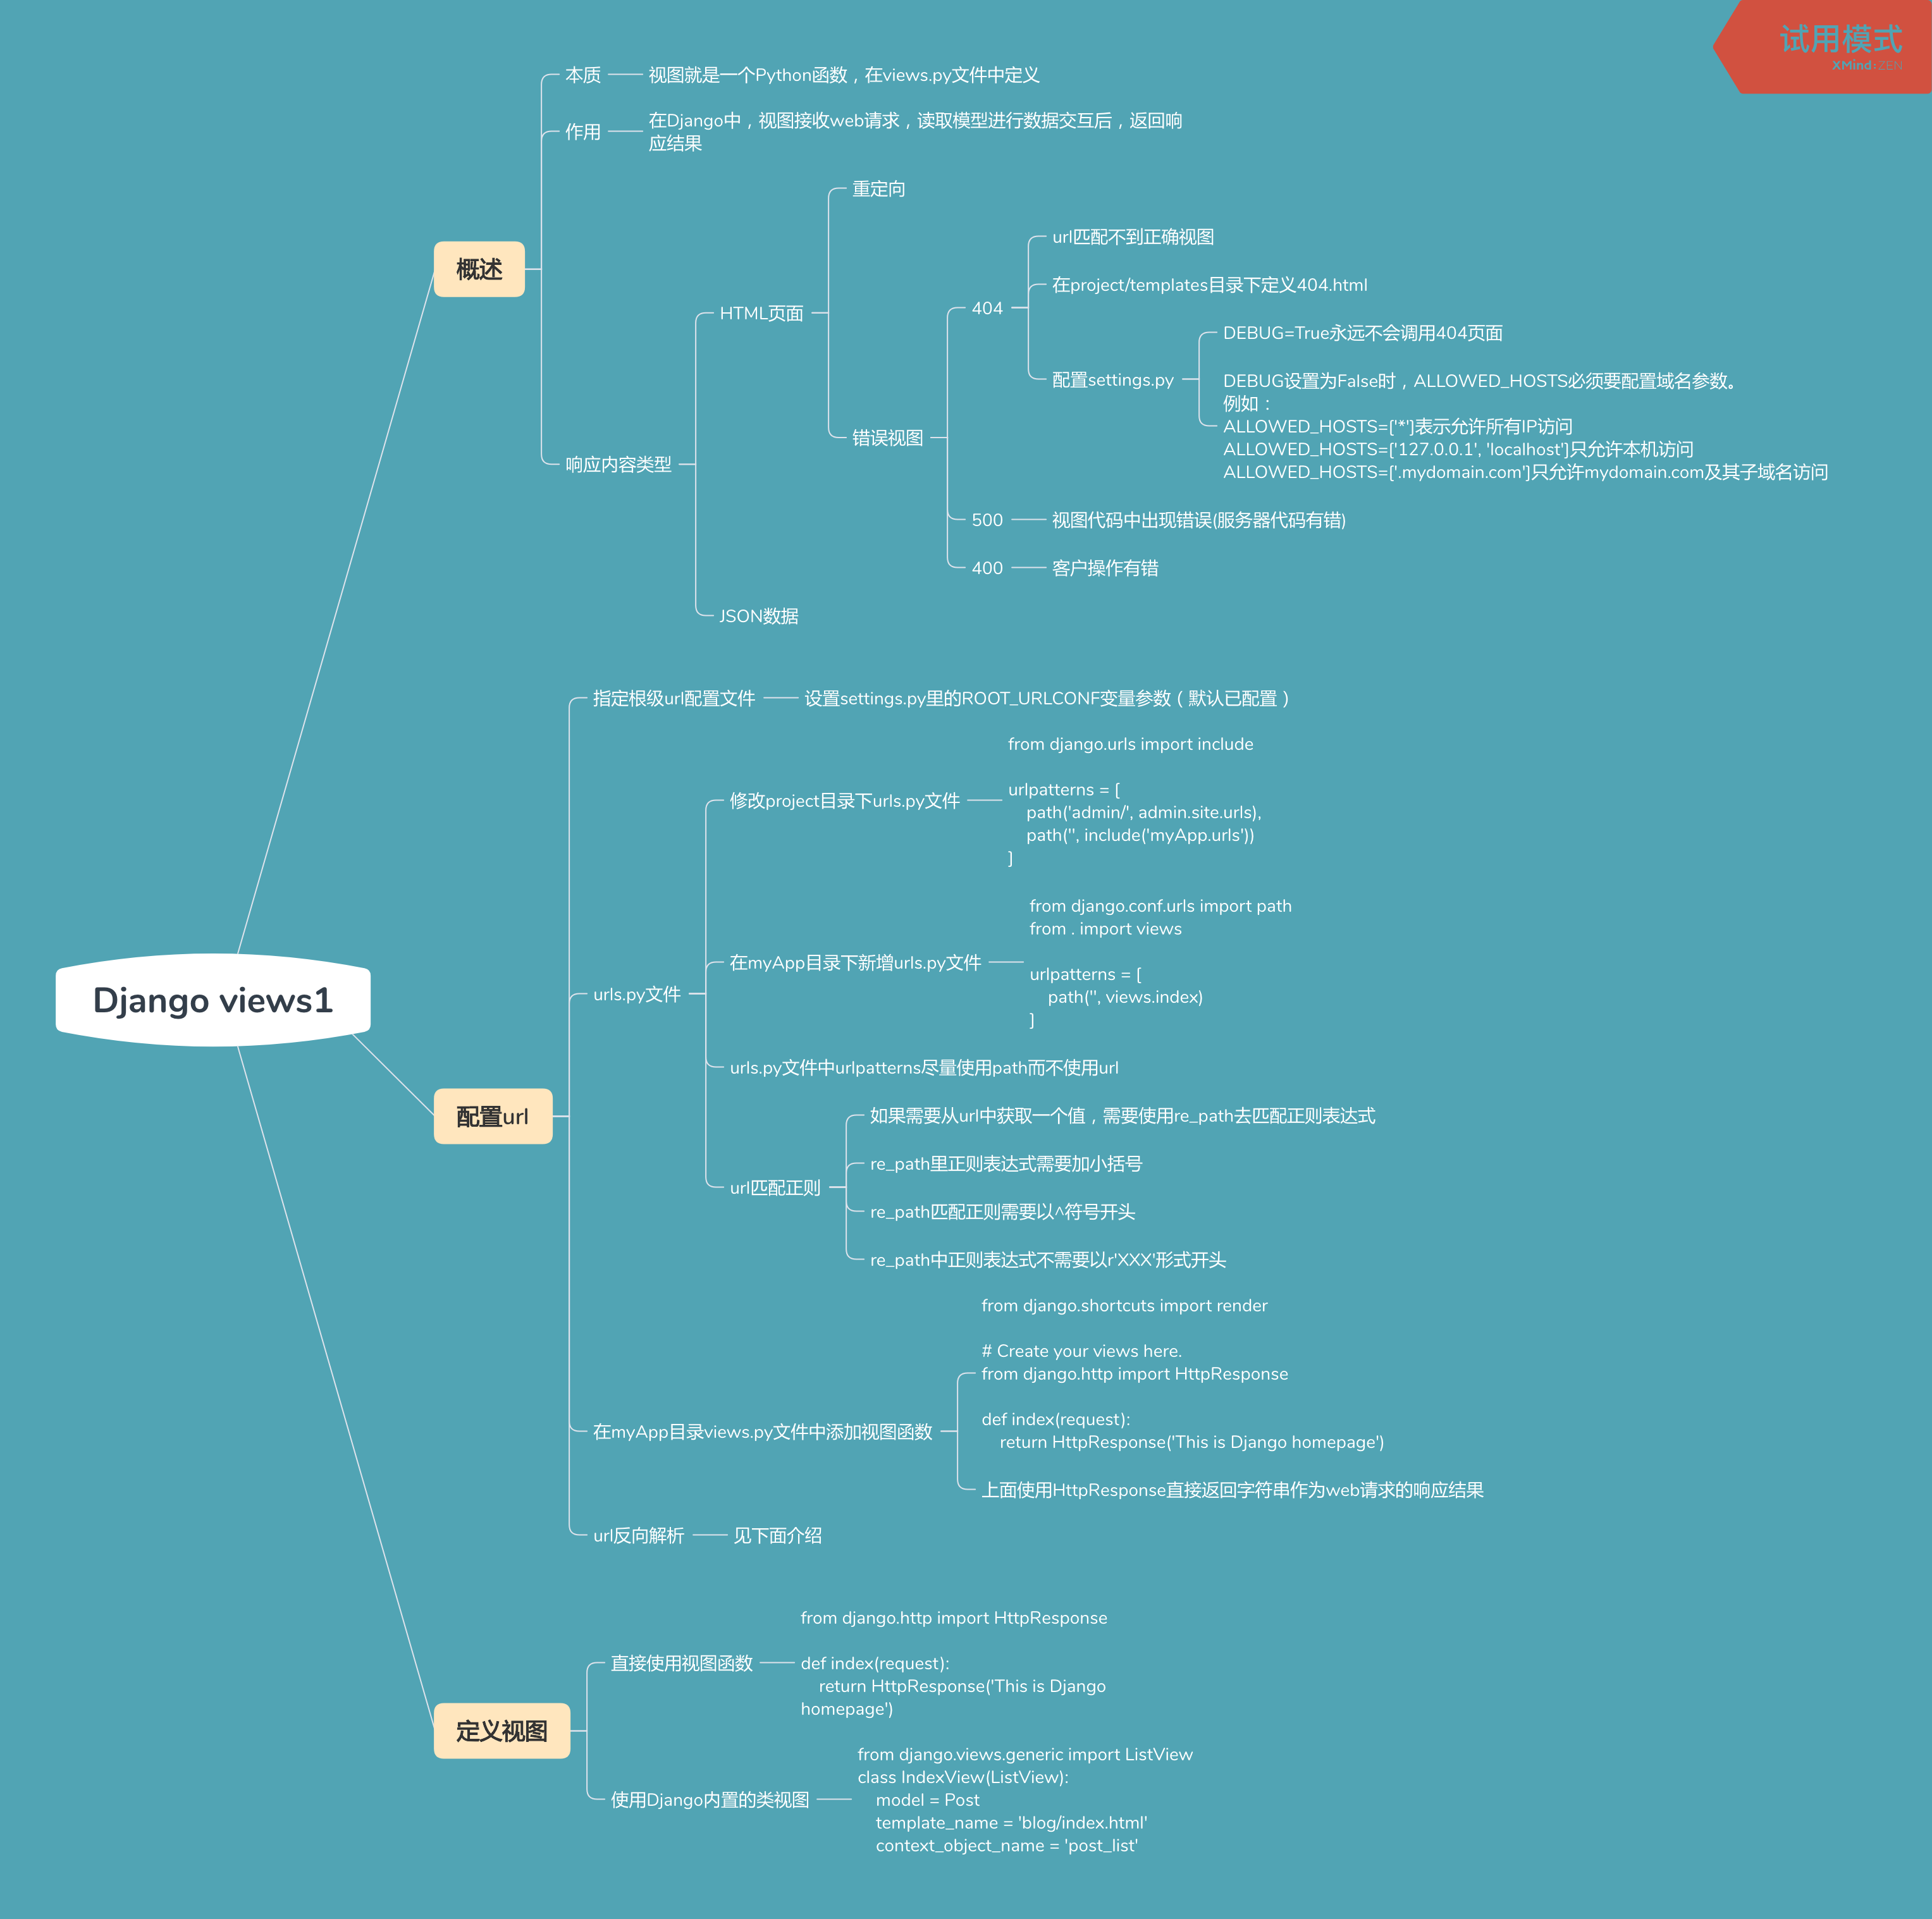 试用模式
XMind:ZEN
Django views1
概述
本质
视图就是一个Python函数，在views.py文件中定义
作用
在Django中，视图接收web请求，读取模型进行数据交互后，返回响
应结果
响应内容类型
HTML页面
重定向
错误视图
404
url匹配不到正确视图
在project/templates目录下定义404.html
配置settings.py
DEBUG=True永远不会调用404页面
DEBUG设置为False时，ALLOWED_HOSTS必须要配置域名参数。
例如：
ALLOWED_HOSTS=['*']表示允许所有IP访问
ALLOWED_HOSTS=['127.0.0.1', 'localhost']只允许本机访问
ALLOWED_HOSTS=['.mydomain.com']只允许mydomain.com及其子域名访问
500
视图代码中出现错误(服务器代码有错)
400
客户操作有错
JSON数据
配置url
指定根级url配置文件
设置settings.py里的ROOT_URLCONF变量参数（默认已配置）
urls.py文件
修改project目录下urls.py文件
from django.urls import include
urlpatterns = [
path('admin/', admin.site.urls),
path('', include('myApp.urls'))
]
在myApp目录下新增urls.py文件
from django.conf.urls import path
from . import views
urlpatterns = [
path('', views.index)
]
urls.py文件中urlpatterns尽量使用path而不使用url
url匹配正则
如果需要从url中获取一个值，需要使用re_path去匹配正则表达式
re_path里正则表达式需要加小括号
re_path匹配正则需要以^符号开头
re_path中正则表达式不需要以r'XXX'形式开头
在myApp目录views.py文件中添加视图函数
from django.shortcuts import render
# Create your views here.
from django.http import HttpResponse
def index(request):
return HttpResponse('This is Django homepage')
上面使用HttpResponse直接返回字符串作为web请求的响应结果
url反向解析
见下面介绍
定义视图
直接使用视图函数
from django.http import HttpResponse
def index(request):
return HttpResponse('This is Django
homepage')
使用Django内置的类视图
from django.views.generic import ListView
class IndexView(ListView):
model = Post
template_name = 'blog/index.html'
context_object_name = 'post_list'